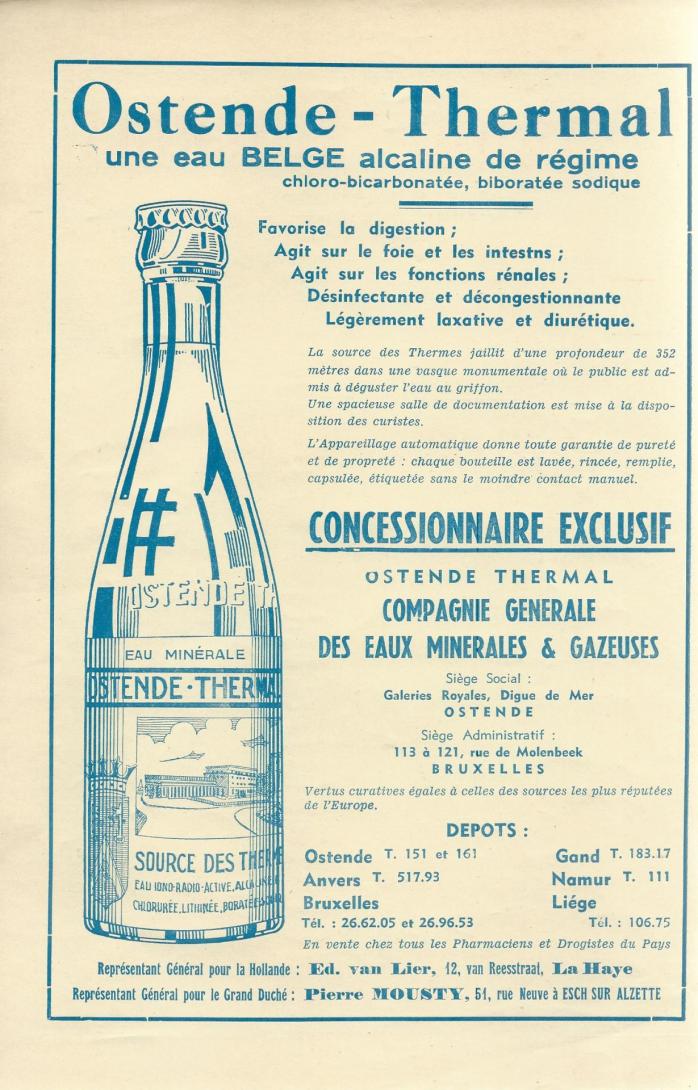 Ostende - Thermal
une eau BELGE alcaline de régime
chloro-bicarbonatée, biboratée sodique
Favorise la digestion ;
Agit sur le foie et les intestns ;
Agit sur les fonctions rénales ;
Désinfectante et décongestionnante
Légèrement laxative et diurétique.
La source des Thermes jaillit d'une profondeur de 352
mètres dans une vasque monumentale où le public est ad-
mis à déguster l'eau au griffon.
Une spacieuse salle de documentation est mise à la dispo-
sition des curistes.
L'Appareillage automatique donne toute garantie de pureté
et de propreté : chaque bouteille est lavée, rincée, remplie,
capsulée, étiquetée sans le moindre contact manuel.
CONCESSIONNAIRE EXCLUSIF
OSTENDE THERMAL
COMPAGNIE GENERALE
DES EAUX MINERALES & GAZEUSES
Siège Social :
Galeries Royales, Digue de Mer
OSTENDE
Siège Administratif :
113 à 121, rue de Molenbeek
BRUXELLES
Vertus curatives égales à celles des sources les plus réputées
de l'Europe.
DEPOTS :
Ostende T. 151 et 161 Gand T. 183.17
Anvers T. 517.93 Namur T. 111
Bruxelles Liége
Tél. : 26.62.05 et 26.96.53 Tél. : 106.75
En vente chez tous les Pharmaciens et Drogistes du Pays
OSTENDE TH
EAU MINÉRALE
OSTENDE·THERMAL
SOURCE DES THERM
EAU IONO-RADIO-ACTIVE, ALCALINE
CHLORURÉE, LITHINÉE, BORATÉE
Représentant Général pour la Hollande : Ed. van Lier, 12, van Reesstraat, La Haye
Représentant Général pour le Grand Duché : Pierre MOUSTY, 51, rue Neuve à ESCH SUR ALZETTE